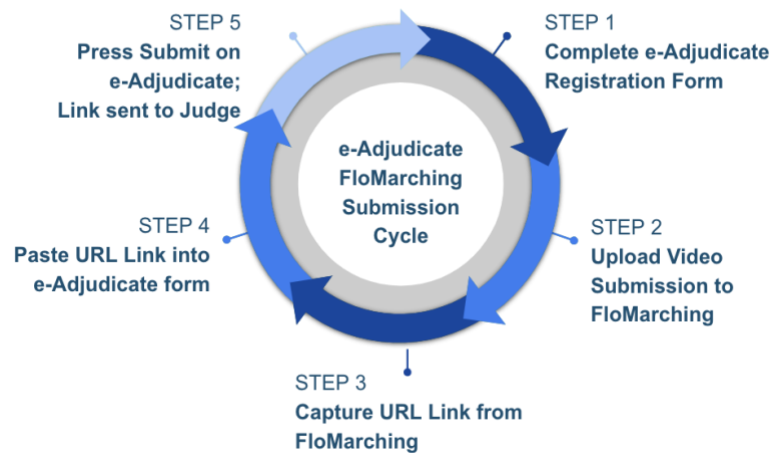 STEP 1
Complete e-Adjudicate
Registration Form
STEP 2
Upload Video
Submission to
FloMarching
STEP 3
Capture URL Link from
FloMarching
STEP 4
Paste URL Link into
e-Adjudicate form
STEP 5
Press Submit on
e-Adjudicate;
Link sent to Judge
e-Adjudicate
FloMarching
Submission
Cycle